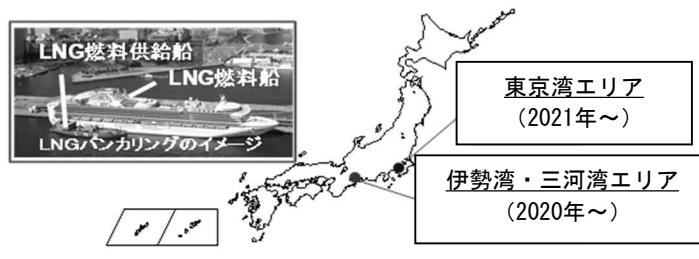 LNG燃料供給船
LNG燃料船
LNGバンカリングのイメージ
東京湾エリア
(2021年～)
伊勢湾・三河湾エリア
(2020年～)